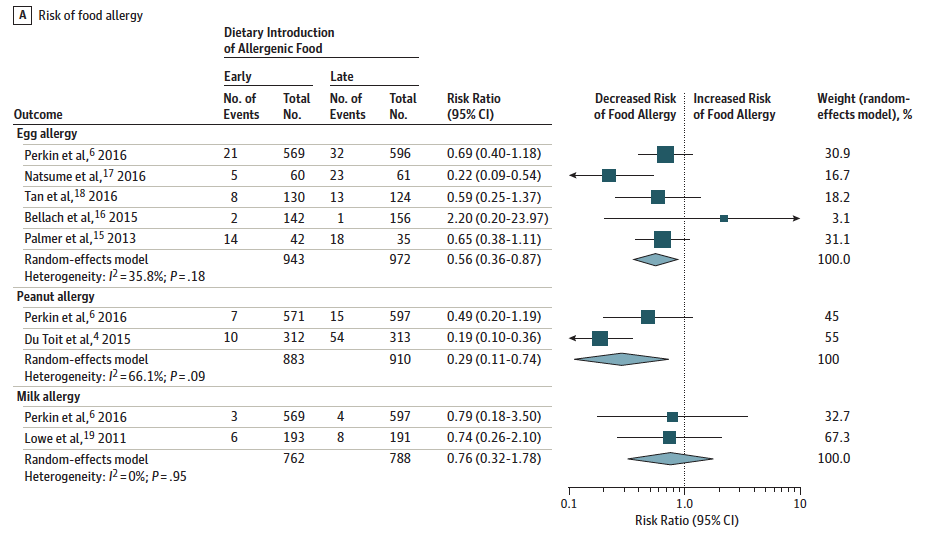 A Risk of food allergy
Dietary Introduction
of Allergenic Food
Early Late
No. of Total No. of Total Risk Ratio Decreased Risk Increased Risk Weight (random-
Outcome Events No. Events No. (95% CI) of Food Allergy of Food Allergy effects model), %
Egg allergy
Perkin et al,6 2016 21 569 32 596 0.69 (0.40-1.18) 30.9
Natsume et al,17 2016 5 60 23 61 0.22 (0.09-0.54) 16.7
Tan et al,18 2016 8 130 13 124 0.59 (0.25-1.37) 18.2
Bellach et al,16 2015 2 142 1 156 2.20 (0.20-23.97) 3.1
Palmer et al,15 2013 14 42 18 35 0.65 (0.38-1.11) 31.1
Random-effects model 943 972 0.56 (0.36-0.87) 100.0
Heterogeneity: I2 = 35.8%; P = .18
Peanut allergy
Perkin et al,6 2016 7 571 15 597 0.49 (0.20-1.19) 45
Du Toit et al,4 2015 10 312 54 313 0.19 (0.10-0.36) 55
Random-effects model 883 910 0.29 (0.11-0.74) 100
Heterogeneity: I2 = 66.1%; P = .09
Milk allergy
Perkin et al,6 2016 3 569 4 597 0.79 (0.18-3.50) 32.7
Lowe et al,19 2011 6 193 8 191 0.74 (0.26-2.10) 67.3
Random-effects model 762 788 0.76 (0.32-1.78) 100.0
Heterogeneity: I2 = 0%; P = .95
0.1 1.0 10
Risk Ratio (95% CI)